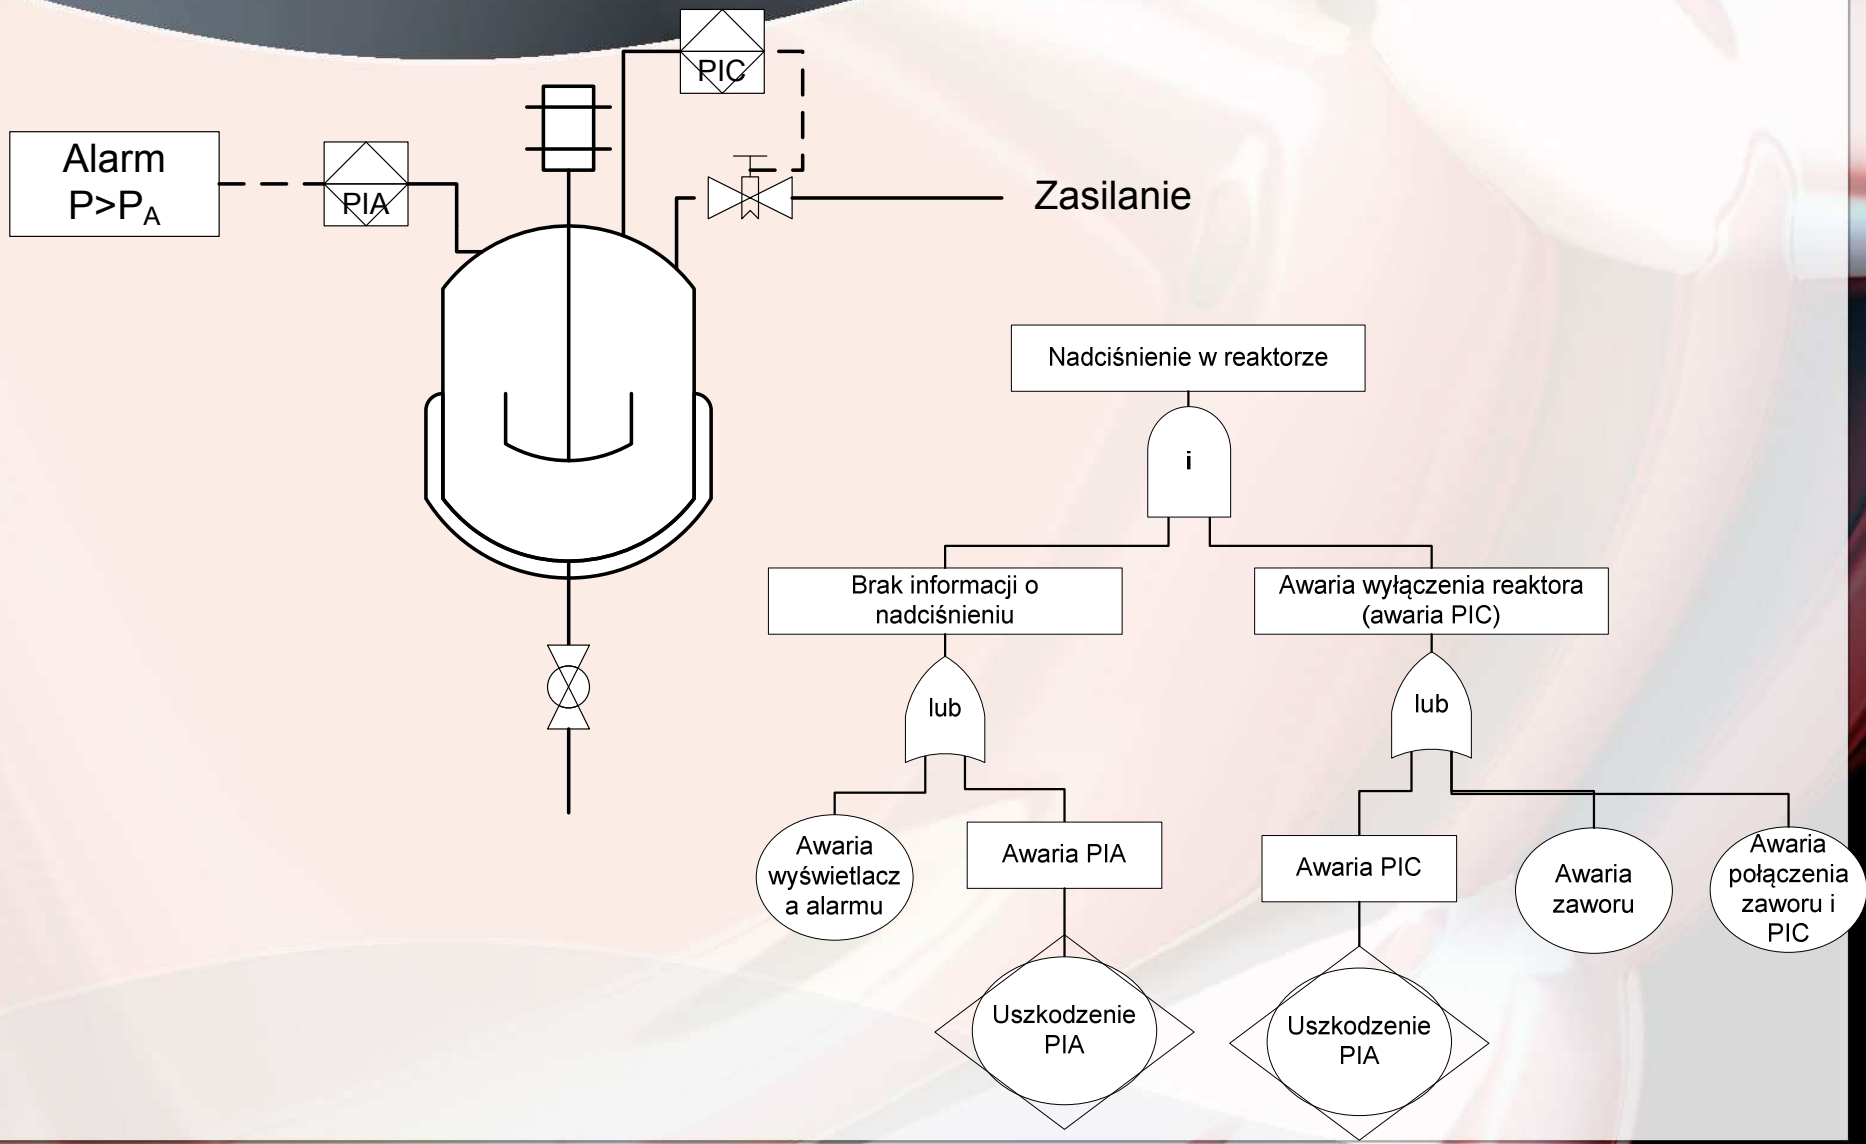 PIC
Alarm
P>PA
PIA
Zasilanie
Nadciśnienie w reaktorze
i
Brak informacji o
nadciśnieniu
Awaria wyłączenia reaktora
(awaria PIC)
lub
lub
Awaria
wyświetlacz
a alarmu
Awaria PIA
Awaria PIC
Awaria
zaworu
Awaria
połączenia
zaworu i
PIC
Uszkodzenie
PIA
Uszkodzenie
PIA